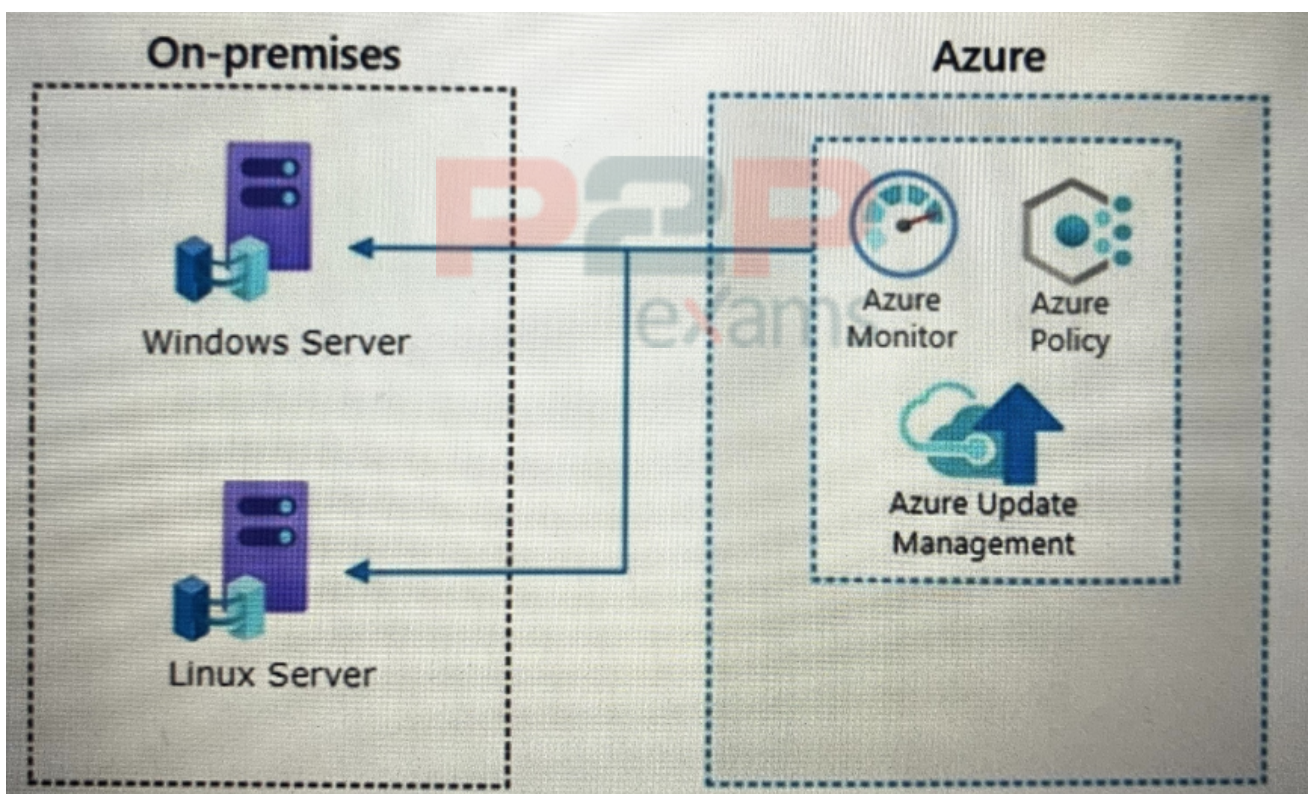 On-premises
Azure
P2P
exams
Windows Server
Azure
Monitor
Azure
Policy
Azure Update
Management
Linux Server